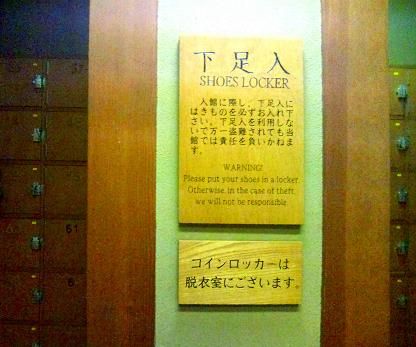 下足入
SHOES LOCKER
入館に際し、下足入に
はきものを必ずお入れ下
さい。下足入を利用しな
いで万一盗難されても当
館では責任を負いかねま
す。
WARNING!
Please put your shoes in a locker.
Otherwise, in the case of theft
we will not be responsible
コインロッカーは
脱衣室にございます。
37
61
6